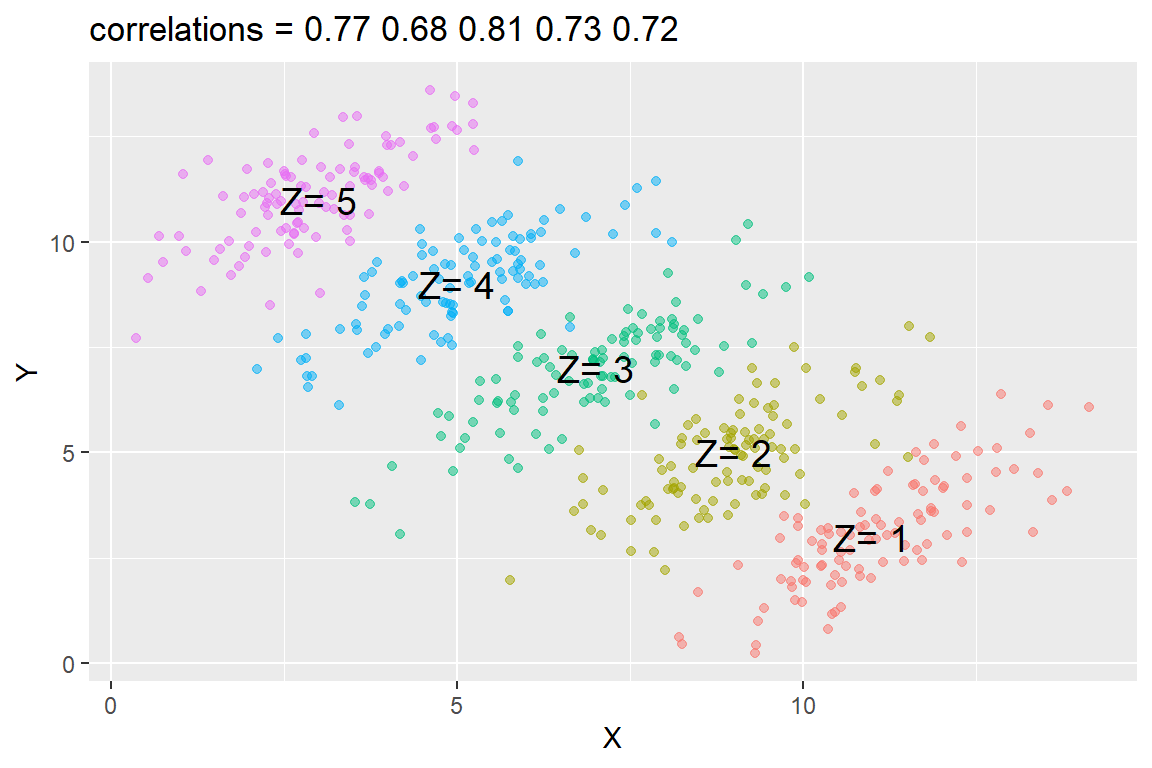 correlations = 0.77 0.68 0.81 0.73 0.72
10
5
0
Y
Z= 5
Z= 4
Z= 3
Z= 2
Z= 1
0 5 10
X